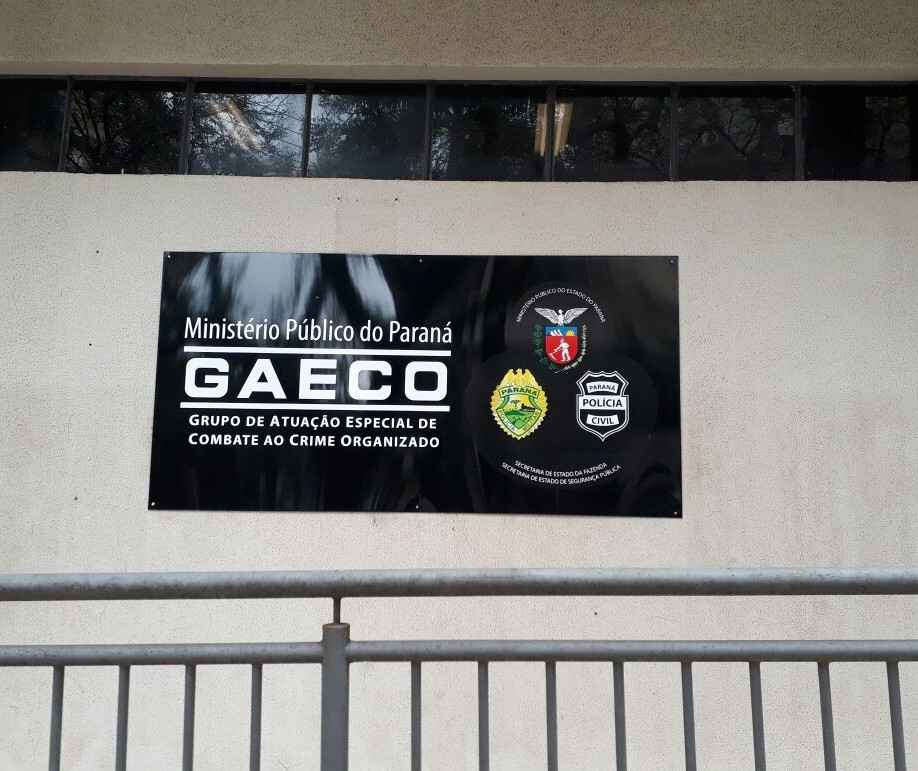 Ministério Público do Paraná
GAECO
GRUPO DE ATUAÇÃO ESPECIAL DE
COMBATE AO CRIME ORGANIZADO
MINISTÉRIO PÚBLICO DO ESTADO DO PARANÁ
PARANÁ
PARANÁ
POLÍCIA
CIVIL
SECRETARIA DE ESTADO DA FAZENDA
SECRETARIA DE ESTADO DE SEGURANÇA PÚBLICA